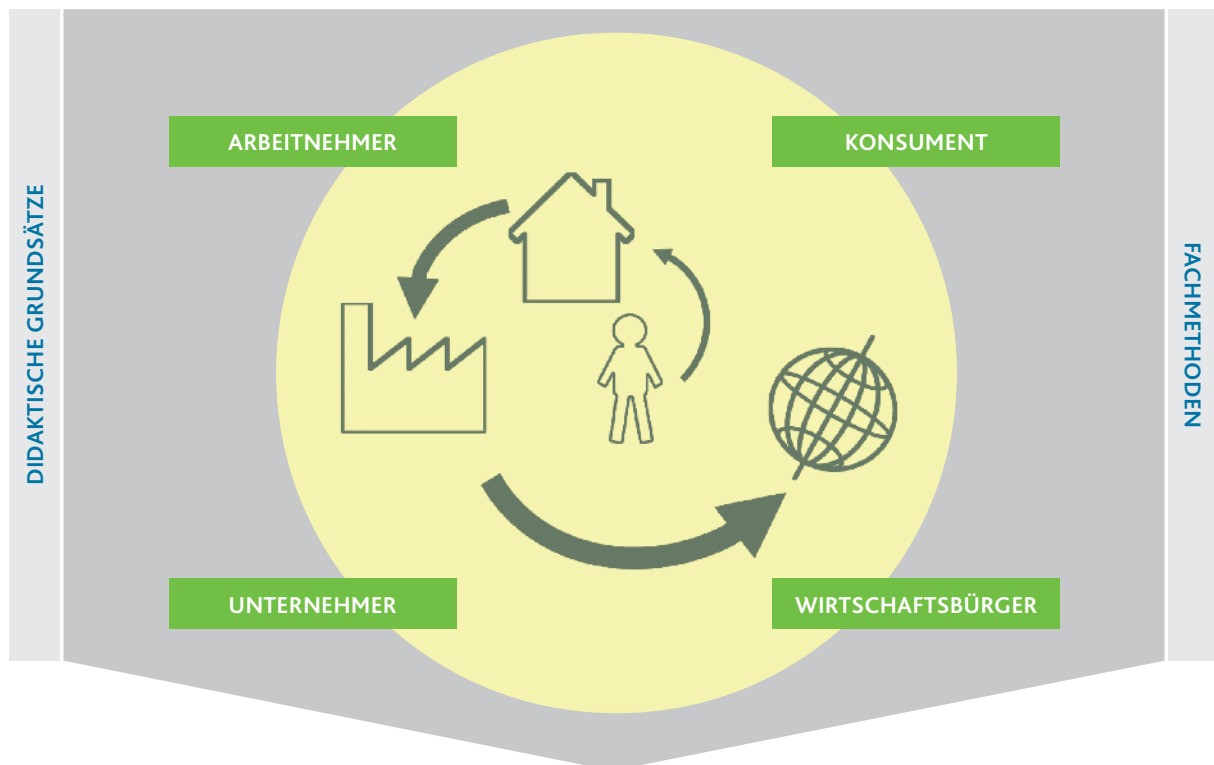 DIDAKTISCHE GRUNDSÄTZE
ARBEITNEHMER
KONSUMENT
UNTERNEHMER
WIRTSCHAFTSBÜRGER
FACHMETHODEN